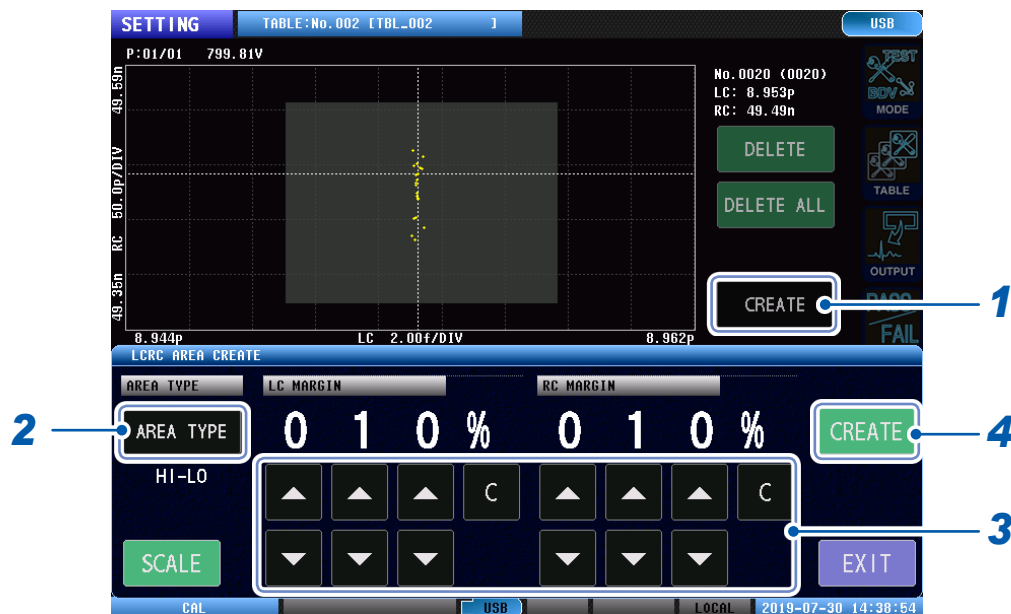 SETTING
TABLE:No.002 [TBL_002 ]
USB
P:01/01 799.81V
49.59n
RC 50.0p/DIV
49.35n
8.944p
LC 2.00f/DIV
8.962p
No.0020 (0020)
LC: 8.953p
RC: 49.49n
DELETE
DELETE ALL
CREATE
1
TEST
BDV
MODE
TABLE
OUTPUT
PASS
FAIL
LCRC AREA CREATE
AREA TYPE
LC MARGIN
RC MARGIN
2
AREA TYPE
0 1 0 %
0 1 0 %
CREATE
4
HI-LO
C
C
3
SCALE
EXIT
CAL
USB
LOCAL
2019-07-30 14:38:54